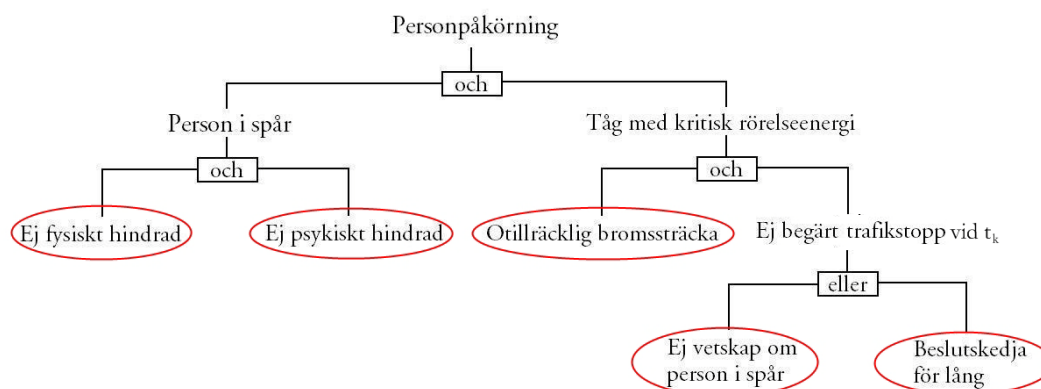 Personpåkörning
och
Person i spår
Tåg med kritisk rörelseenergi
och
och
Ej fysiskt hindrad
Ej psykiskt hindrad
Otillräcklig bromssträcka
Ej begärt trafikstopp vid tk
eller
Ej vetskap om
person i spår
Beslutskedja
för lång